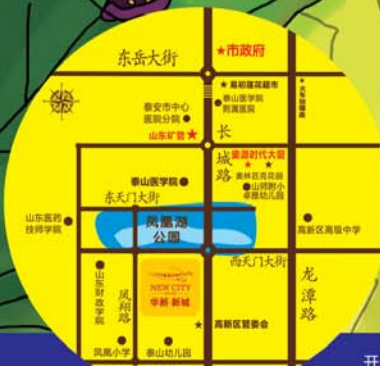 东岳大街
★市政府
★易初莲花超市
泰山医学院
附属医院
泰安市中心
医院分院
山东矿管★
长城路
奥林匹克花园
山师附小
卓雅幼儿园
泰山医学院
东天门大街
山东医药
技师学院
凤凰湖
公园
高新区高级中学
西天门大街
山东财政学院
凤翔路
NEW CITY
华新·新城
龙潭路
★高新区管委会
凤凰小学
泰山幼儿园
开